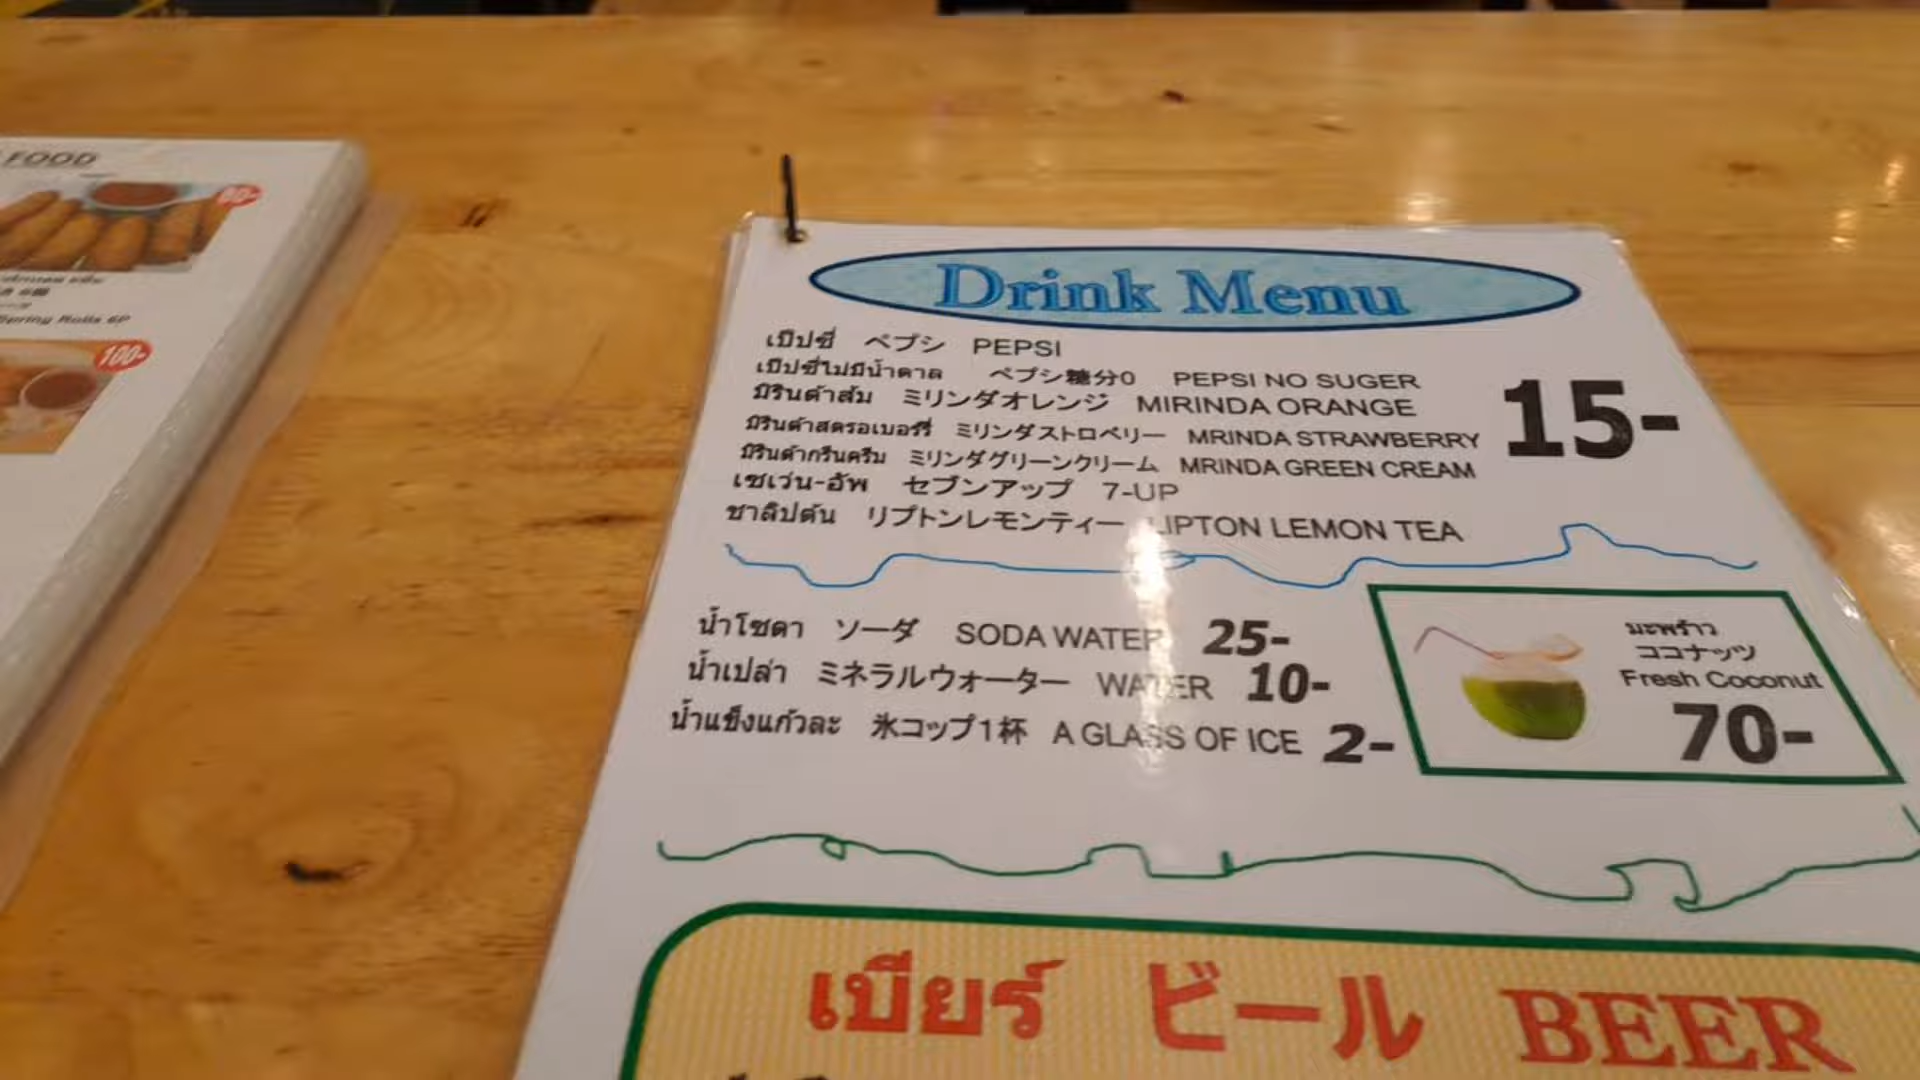 FOOD
80-
Spring Rolls 6P
100-
Drink Menu
เป๊ปซี่ ペプシ PEPSI
เป๊ปซี่ไม่มีน้ำตาล ペプシ糖分0 PEPSI NO SUGER
มิรินด้าส้ม ミリンダオレンジ MIRINDA ORANGE
มิรินด้าสตรอเบอร์รี่ ミリンダストロベリー MRINDA STRAWBERRY
มิรินด้ากรีนครีม ミリンダグリーンクリーム MRINDA GREEN CREAM
เซเว่น-อัพ セブンアップ 7-UP
ชาลิปตัน リプトンレモンティー LIPTON LEMON TEA
15-
น้ำโซดา ソーダ SODA WATER 25-
น้ำเปล่า ミネラルウォーター WATER 10-
น้ำแข็งแก้วละ 氷コップ1杯 A GLASS OF ICE 2-
มะพร้าว
ココナッツ
Fresh Coconut
70-
เบียร์ ビール BEER